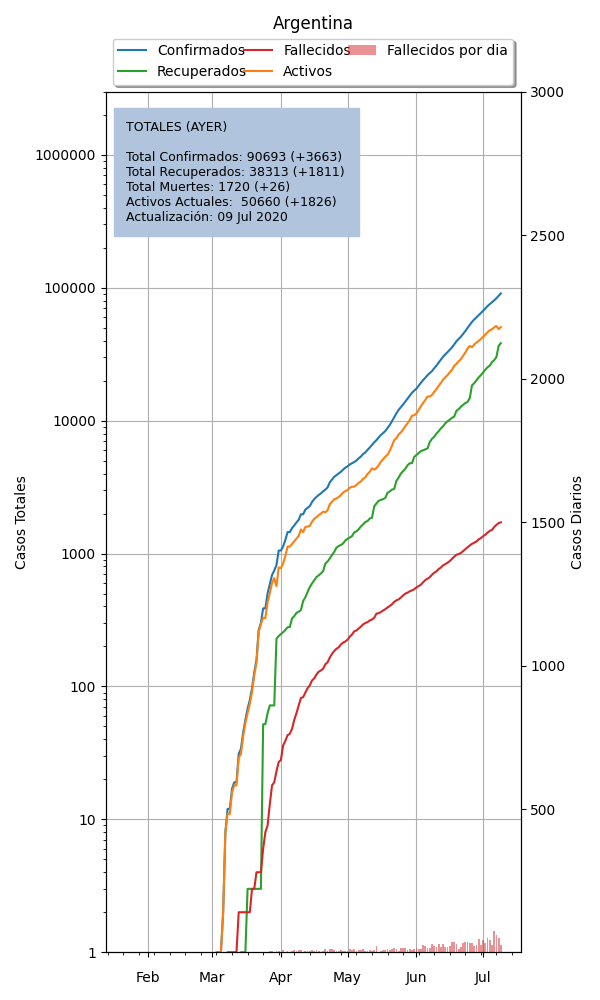 Argentina
Confirmados
Recuperados
Fallecidos
Activos
Fallecidos por dia
TOTALES (AYER)
Total Confirmados: 90693 (+3663)
Total Recuperados: 38313 (+1811)
Total Muertes: 1720 (+26)
Activos Actuales:  50660 (+1826)
Actualización: 09 Jul 2020
Casos Totales
1000000
100000
10000
1000
100
10
1
3000
2500
2000
1500
1000
500
Casos Diarios
Feb
Mar
Apr
May
Jun
Jul